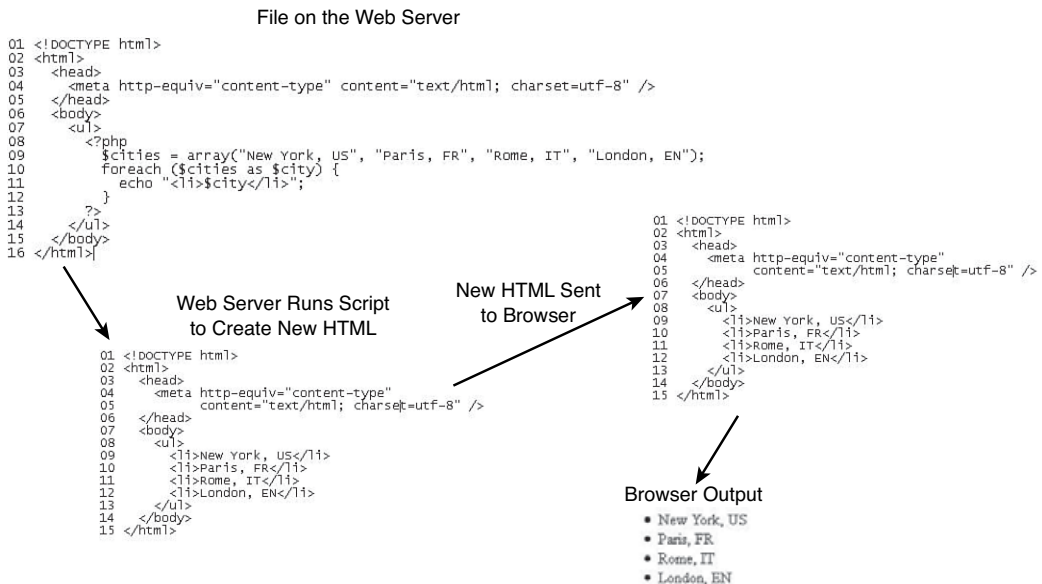 File on the Web Server
01 <!DOCTYPE html>
02 <html>
03   <head>
04     <meta http-equiv="content-type" content="text/html; charset=utf-8" />
05   </head>
06   <body>
07     <ul>
08       <?php
09         $cities = array("New York, US", "Paris, FR", "Rome, IT", "London, EN");
10         foreach ($cities as $city) {
11           echo "<li>$city</li>";
12         }
13       ?>
14     </ul>
15   </body>
16 </html>
Web Server Runs Script
to Create New HTML
01 <!DOCTYPE html>
02 <html>
03   <head>
04     <meta http-equiv="content-type"
05           content="text/html; charset=utf-8" />
06   </head>
07   <body>
08     <ul>
09       <li>New York, US</li>
10       <li>Paris, FR</li>
11       <li>Rome, IT</li>
12       <li>London, EN</li>
13     </ul>
14   </body>
15 </html>
New HTML Sent
to Browser
01 <!DOCTYPE html>
02 <html>
03   <head>
04     <meta http-equiv="content-type"
05           content="text/html; charset=utf-8" />
06   </head>
07   <body>
08     <ul>
09       <li>New York, US</li>
10       <li>Paris, FR</li>
11       <li>Rome, IT</li>
12       <li>London, EN</li>
13     </ul>
14   </body>
15 </html>
Browser Output
• New York, US
• Paris, FR
• Rome, IT
• London, EN